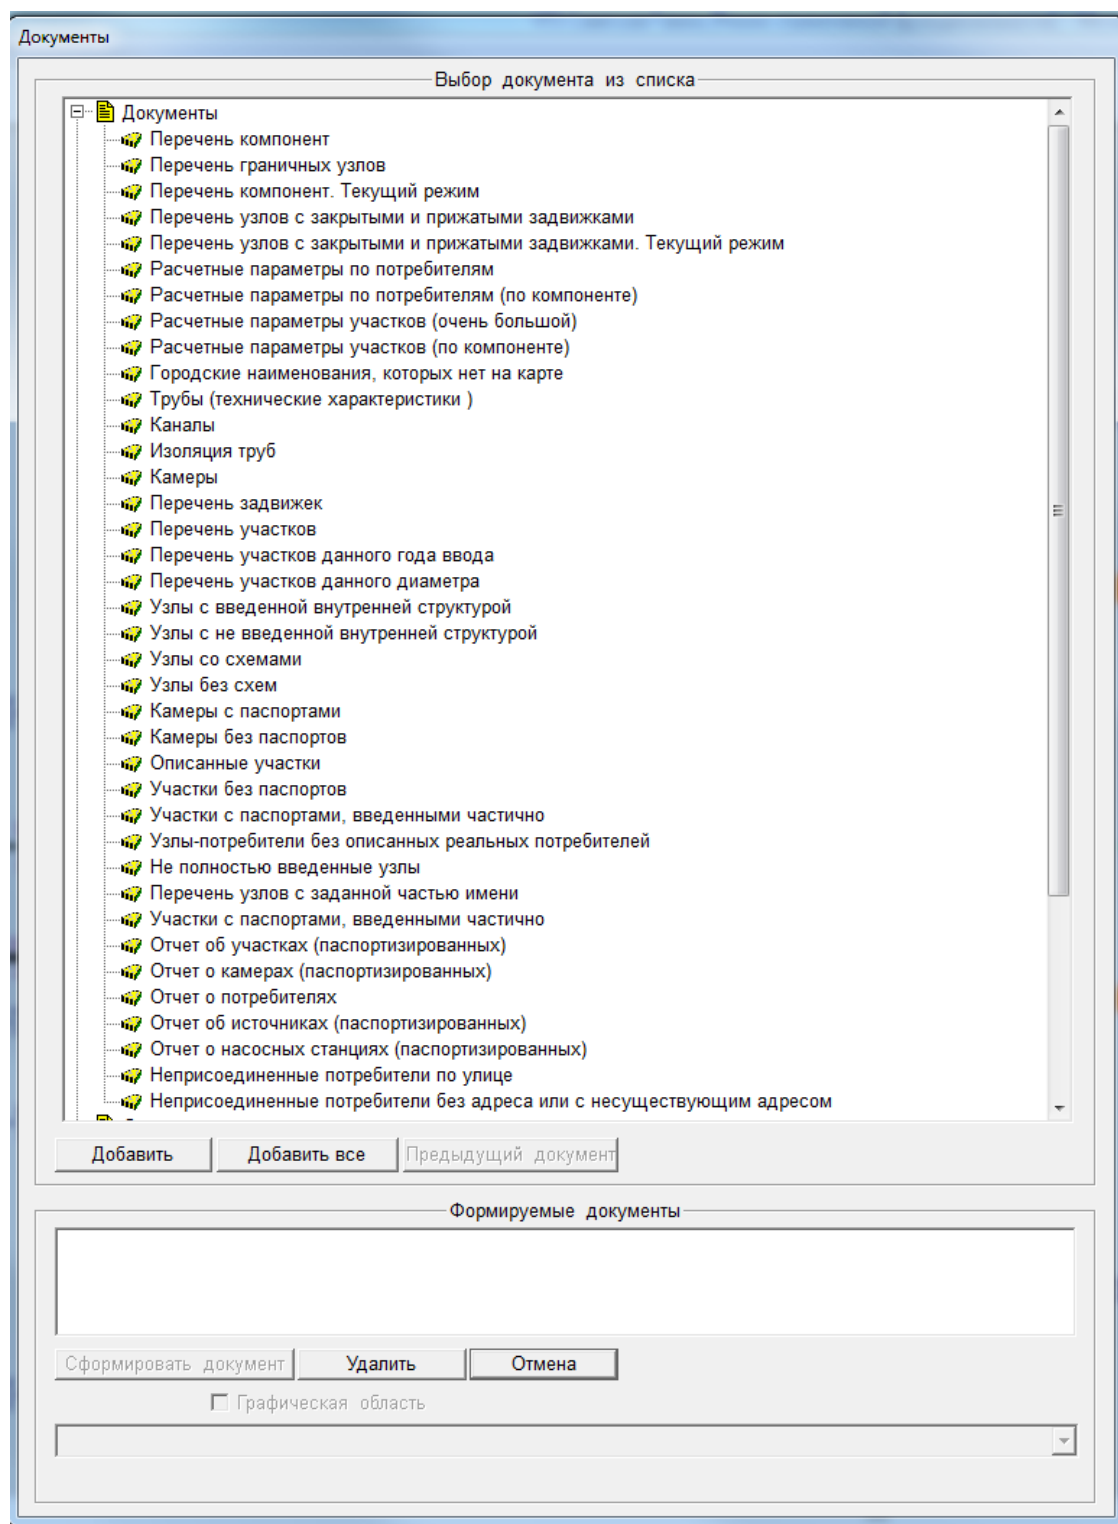 Документы
Выбор документа из списка
Документы
Перечень компонент
Перечень граничных узлов
Перечень компонент. Текущий режим
Перечень узлов с закрытыми и прижатыми задвижками
Перечень узлов с закрытыми и прижатыми задвижками. Текущий режим
Расчетные параметры по потребителям
Расчетные параметры по потребителям (по компоненте)
Расчетные параметры участков (очень большой)
Расчетные параметры участков (по компоненте)
Городские наименования, которых нет на карте
Трубы (технические характеристики )
Каналы
Изоляция труб
Камеры
Перечень задвижек
Перечень участков
Перечень участков данного года ввода
Перечень участков данного диаметра
Узлы с введенной внутренней структурой
Узлы с не введенной внутренней структурой
Узлы со схемами
Узлы без схем
Камеры с паспортами
Камеры без паспортов
Описанные участки
Участки без паспортов
Участки с паспортами, введенными частично
Узлы-потребители без описанных реальных потребителей
Не полностью введенные узлы
Перечень узлов с заданной частью имени
Участки с паспортами, введенными частично
Отчет об участках (паспортизированных)
Отчет о камерах (паспортизированных)
Отчет о потребителях
Отчет об источниках (паспортизированных)
Отчет о насосных станциях (паспортизированных)
Неприсоединенные потребители по улице
Неприсоединенные потребители без адреса или с несуществующим адресом
Добавить Добавить все Предыдущий документ
Формируемые документы
Сформировать документ Удалить Отмена
Графическая область